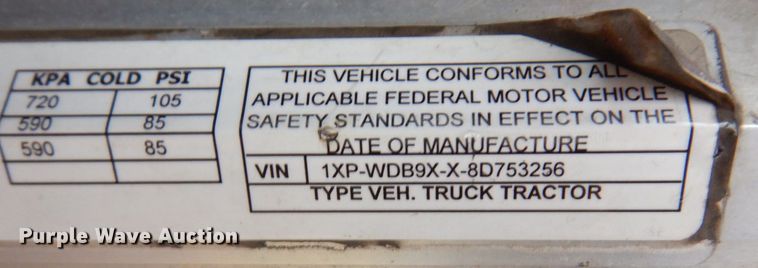 KPA COLD PSI
720 105
590 85
590 85
THIS VEHICLE CONFORMS TO ALL
APPLICABLE FEDERAL MOTOR VEHICLE
SAFETY STANDARDS IN EFFECT ON THE
DATE OF MANUFACTURE
VIN 1XP-WDB9X-X-8D753256
TYPE VEH. TRUCK TRACTOR
Purple Wave Auction